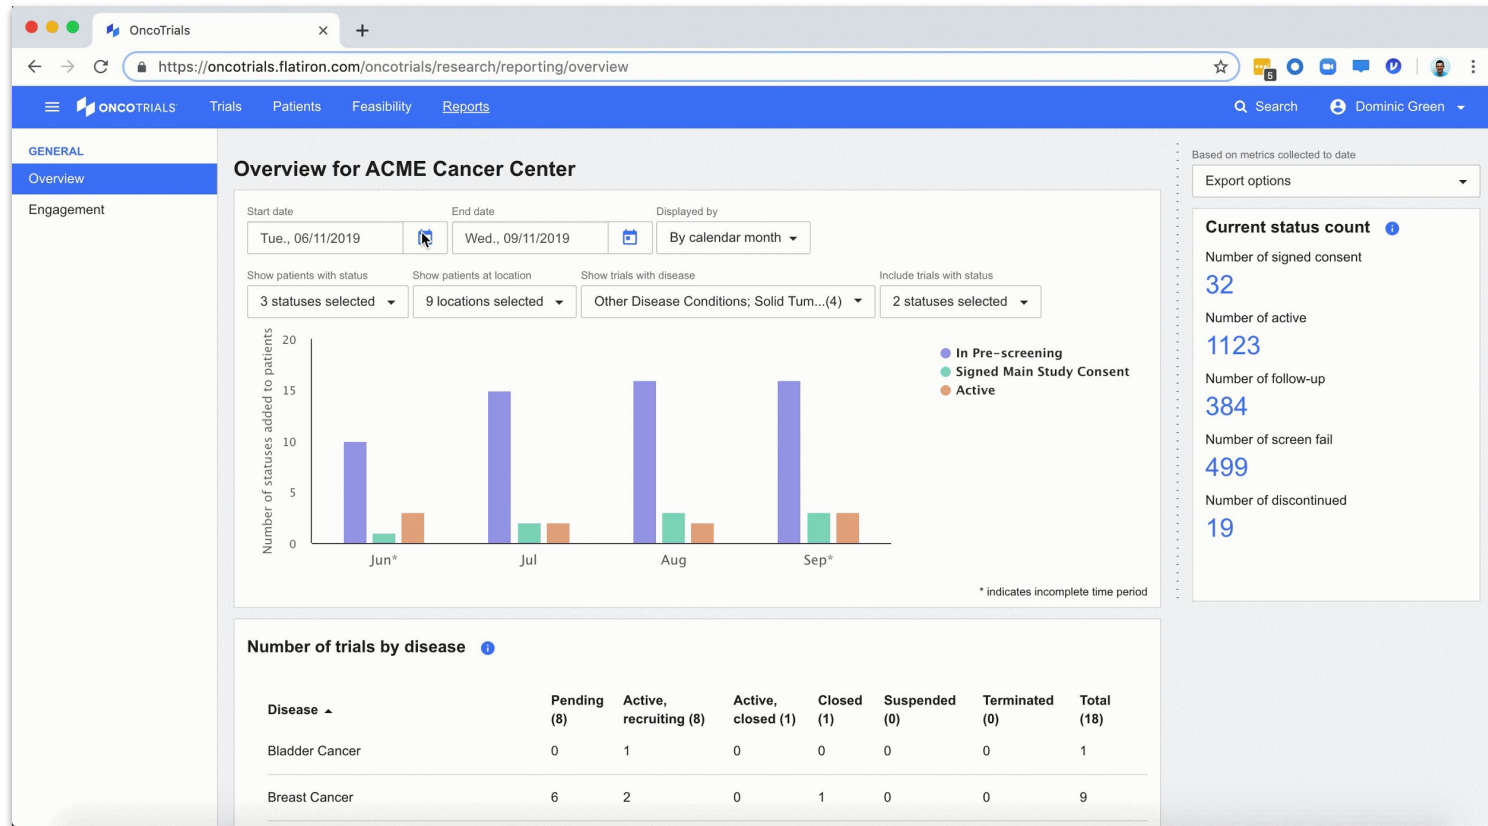 OncoTrials
https://oncotrials.flatiron.com/oncotrials/research/reporting/overview
5
ONCOTRIALS Trials Patients Feasibility Reports Search Dominic Green
GENERAL
Overview
Engagement
Overview for ACME Cancer Center
Start date End date Displayed by
Tue., 06/11/2019 Wed., 09/11/2019 By calendar month
Show patients with status Show patients at location Show trials with disease Include trials with status
3 statuses selected 9 locations selected Other Disease Conditions; Solid Tum...(4) 2 statuses selected
Number of statuses added to patients
20
15
10
5
0
Jun* Jul Aug Sep*
In Pre-screening
Signed Main Study Consent
Active
* indicates incomplete time period
Based on metrics collected to date
Export options
Current status count
Number of signed consent
32
Number of active
1123
Number of follow-up
384
Number of screen fail
499
Number of discontinued
19
Number of trials by disease
Disease Pending (8) Active, recruiting (8) Active, closed (1) Closed (1) Suspended (0) Terminated (0) Total (18)
Bladder Cancer 0 1 0 0 0 0 1
Breast Cancer 6 2 0 1 0 0 9